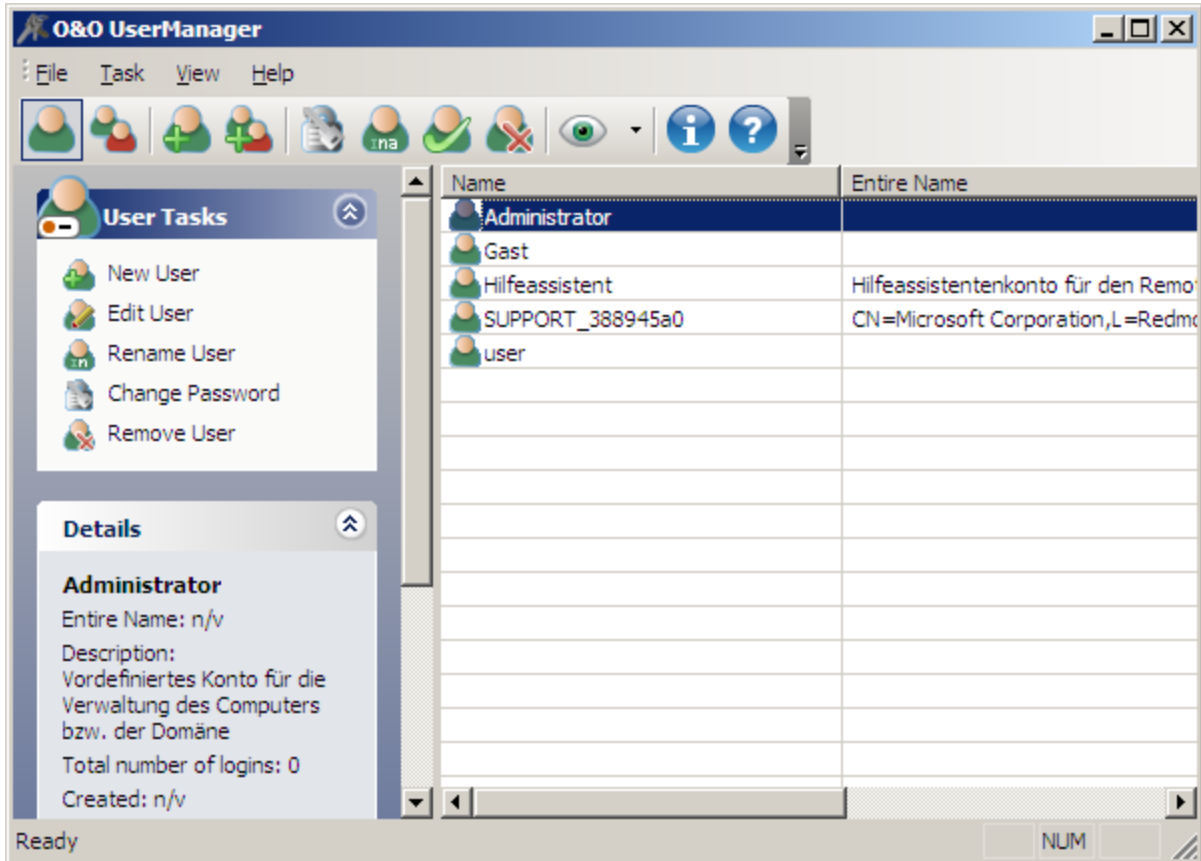 O&O UserManager
File Task View Help
Name Entire Name
User Tasks
New User
Edit User
Rename User
Change Password
Remove User
Administrator
Gast
Hilfeassistent Hilfeassistentenkonto für den Remo
SUPPORT_388945a0 CN=Microsoft Corporation,L=Redmo
user
Details
Administrator
Entire Name: n/v
Description:
Vordefiniertes Konto für die
Verwaltung des Computers
bzw. der Domäne
Total number of logins: 0
Created: n/v
Ready NUM